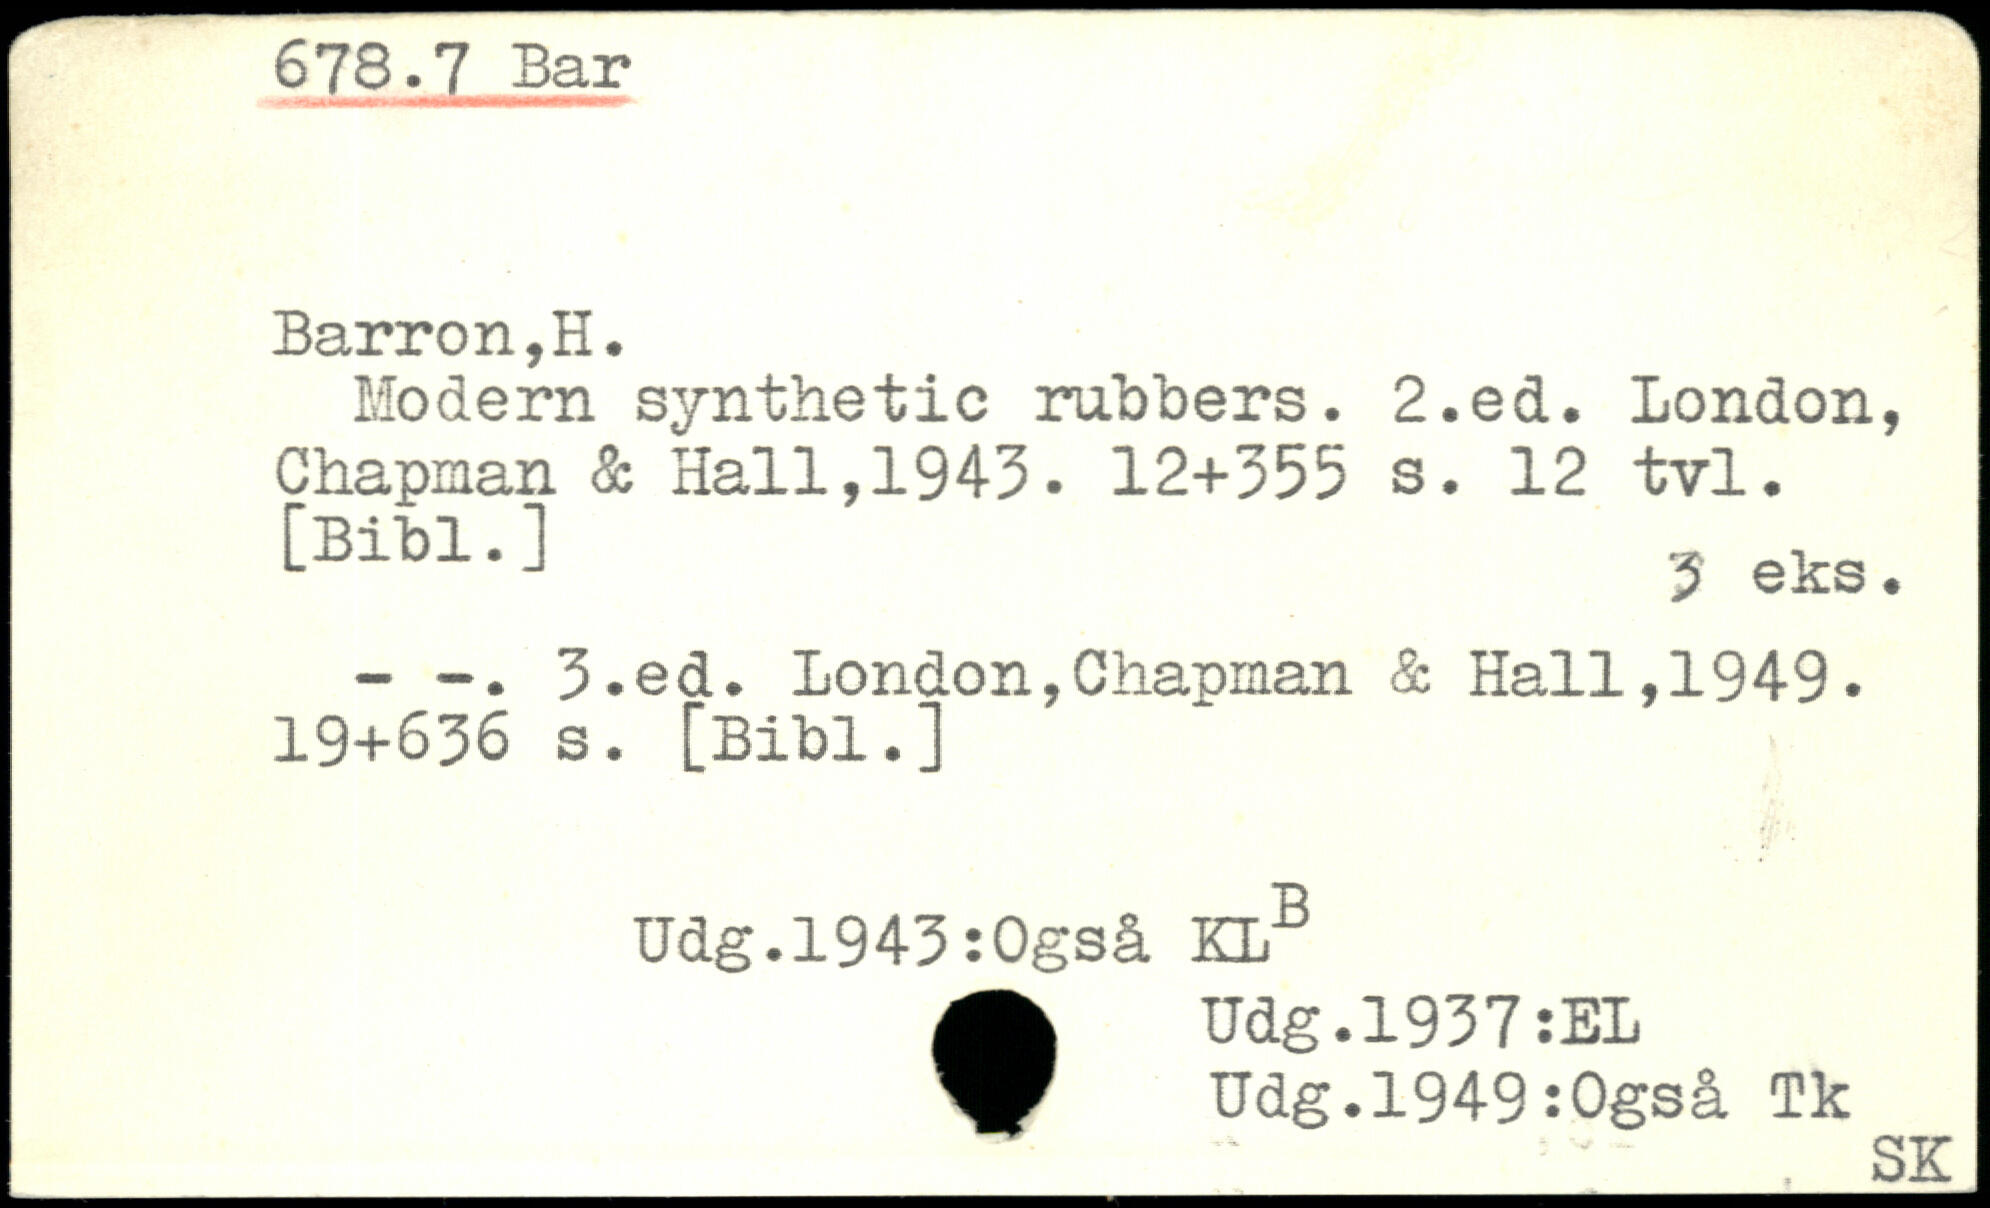 678.7 Bar
Barron,H.
Modern synthetic rubbers. 2.ed. London,
Chapman & Hall,1943. 12+355 s. 12 tvl.
[Bibl.]
3 eks.
- -. 3.ed. London,Chapman & Hall,1949.
19+636 s. [Bibl.]
Udg.1943:Også KL^B
Udg.1937:EL
Udg.1949:Også Tk
SK